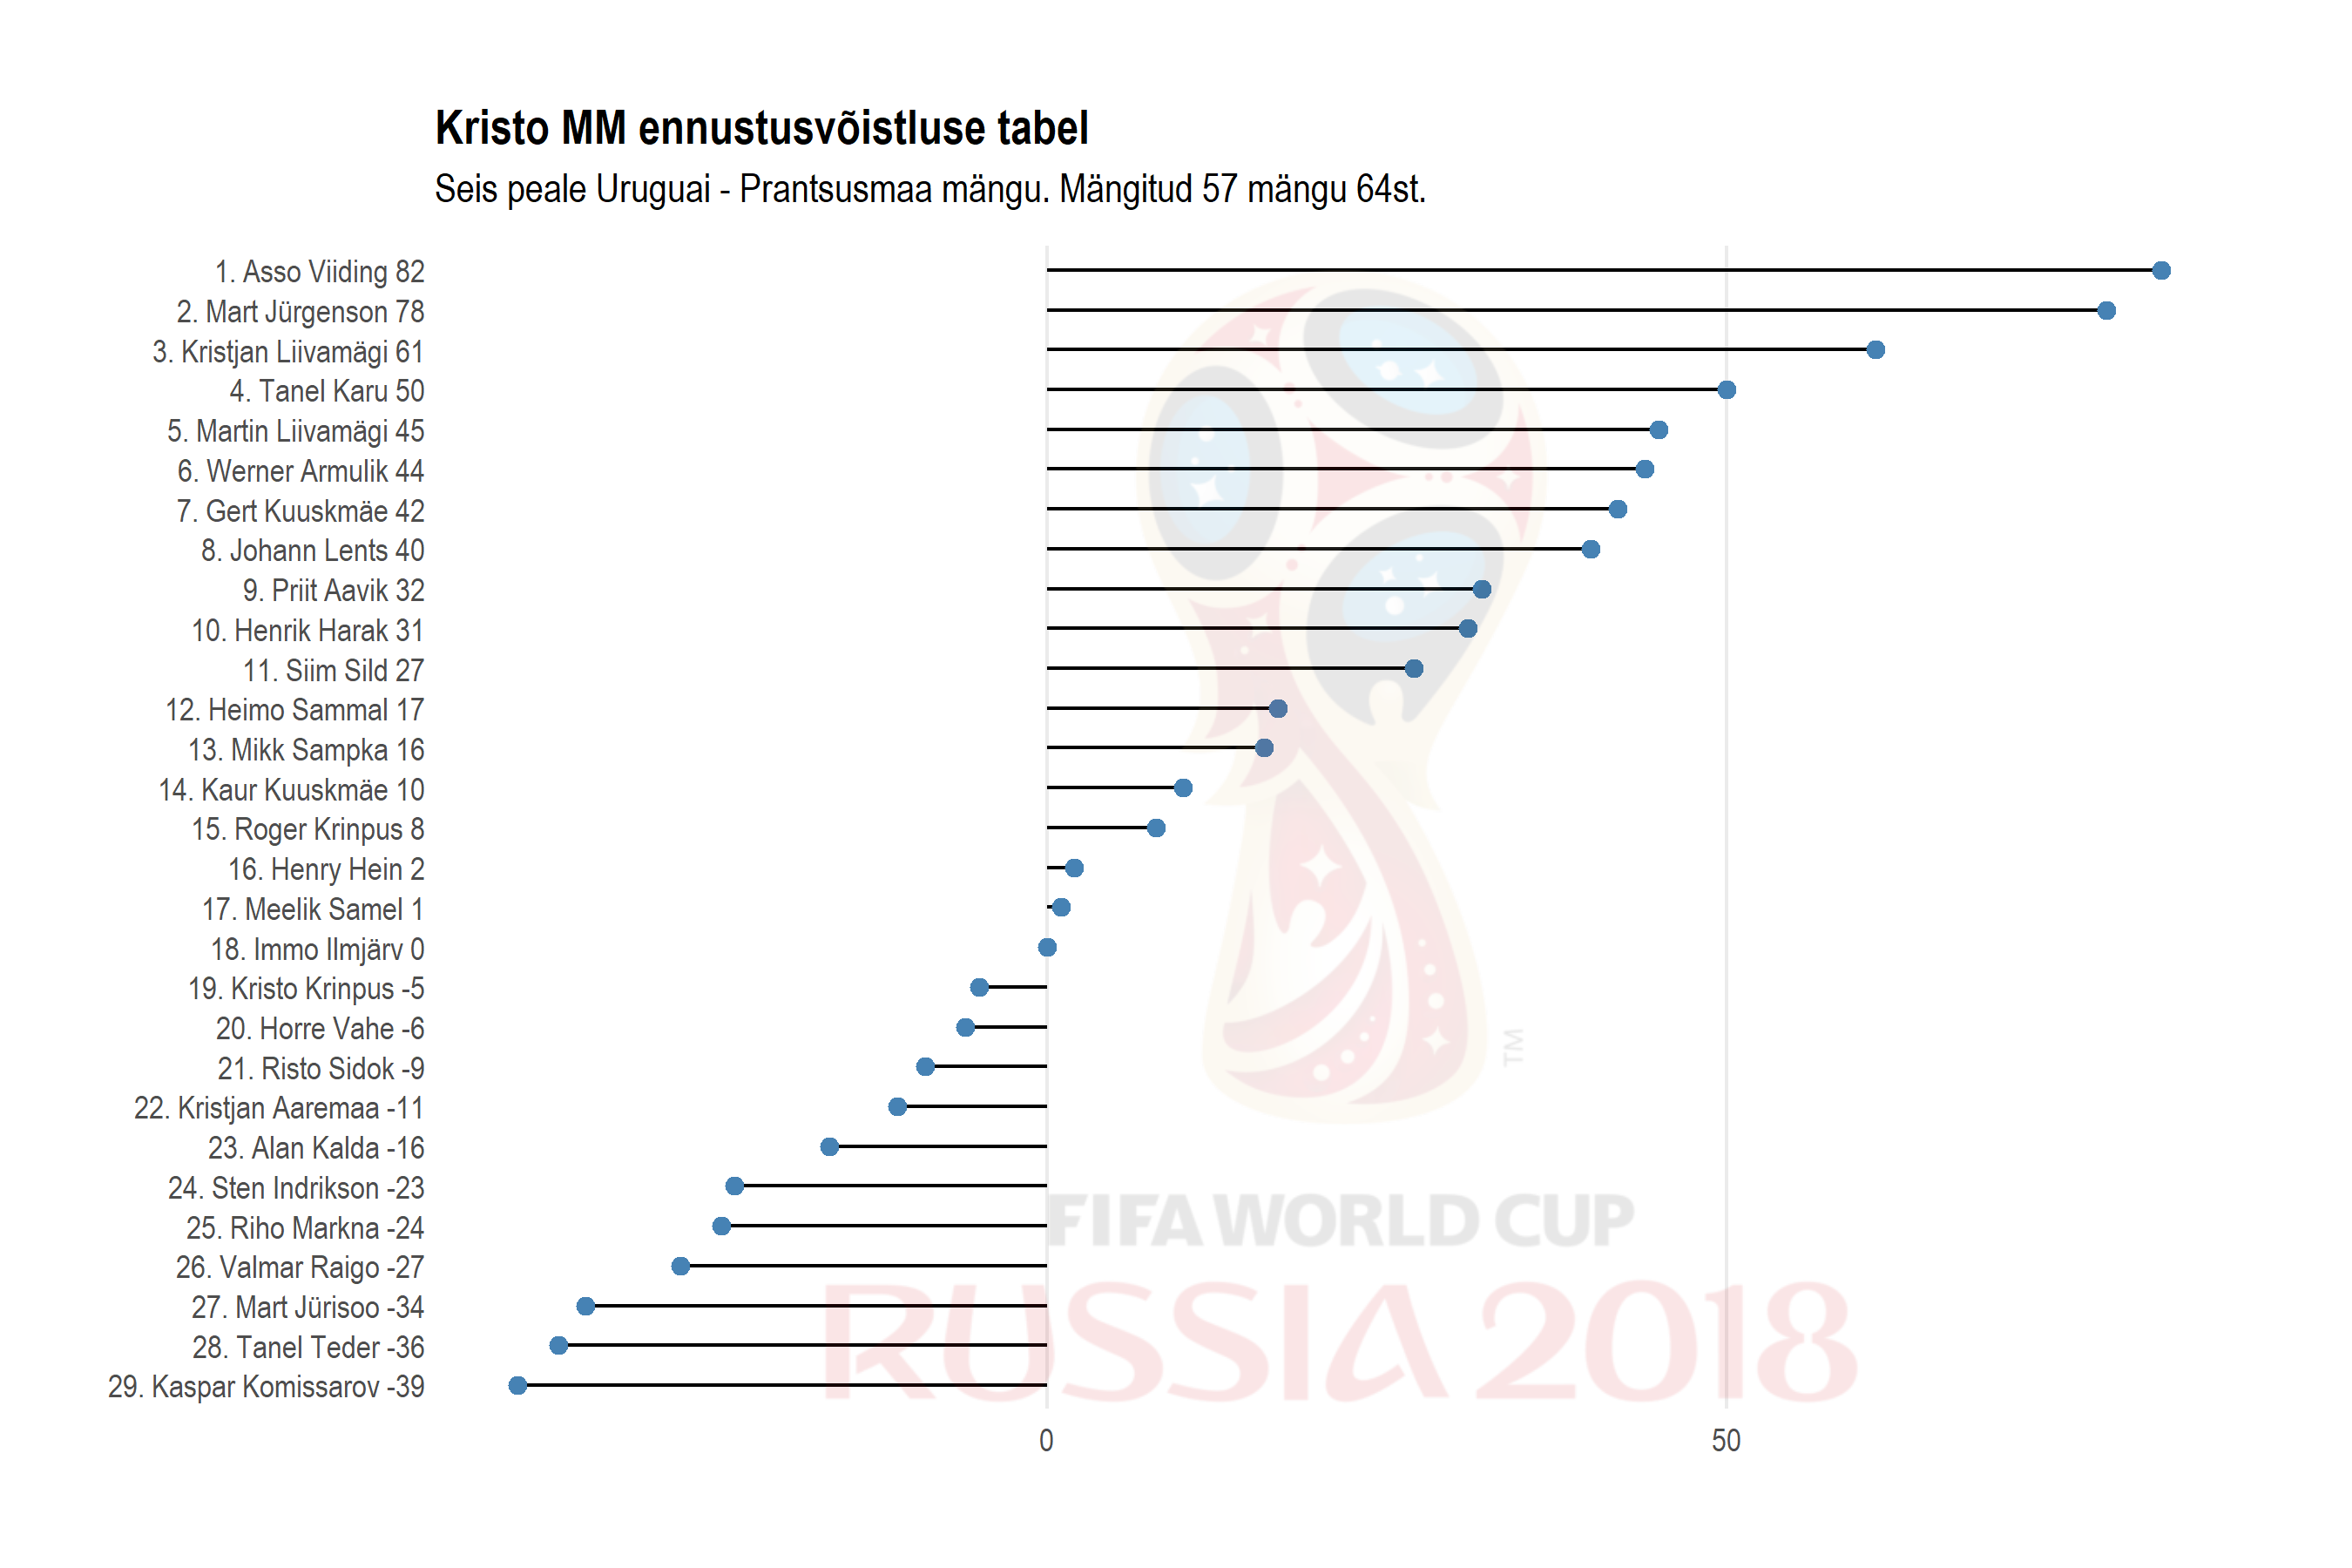 Kristo MM ennustusvõistluse tabel
Seis peale Uruguai - Prantsusmaa mängu. Mängitud 57 mängu 64st.
1. Asso Viiding 82
2. Mart Jürgenson 78
3. Kristjan Liivamägi 61
4. Tanel Karu 50
5. Martin Liivamägi 45
6. Werner Armulik 44
7. Gert Kuuskmäe 42
8. Johann Lents 40
9. Priit Aavik 32
10. Henrik Harak 31
11. Siim Sild 27
12. Heimo Sammal 17
13. Mikk Sampka 16
14. Kaur Kuuskmäe 10
15. Roger Krinpus 8
16. Henry Hein 2
17. Meelik Samel 1
18. Immo Ilmjärv 0
19. Kristo Krinpus -5
20. Horre Vahe -6
21. Risto Sidok -9
22. Kristjan Aaremaa -11
23. Alan Kalda -16
24. Sten Indrikson -23
25. Riho Markna -24
26. Valmar Raigo -27
27. Mart Jürisoo -34
28. Tanel Teder -36
29. Kaspar Komissarov -39
TM
FIFA WORLD CUP
RUSSIA 2018
0 50